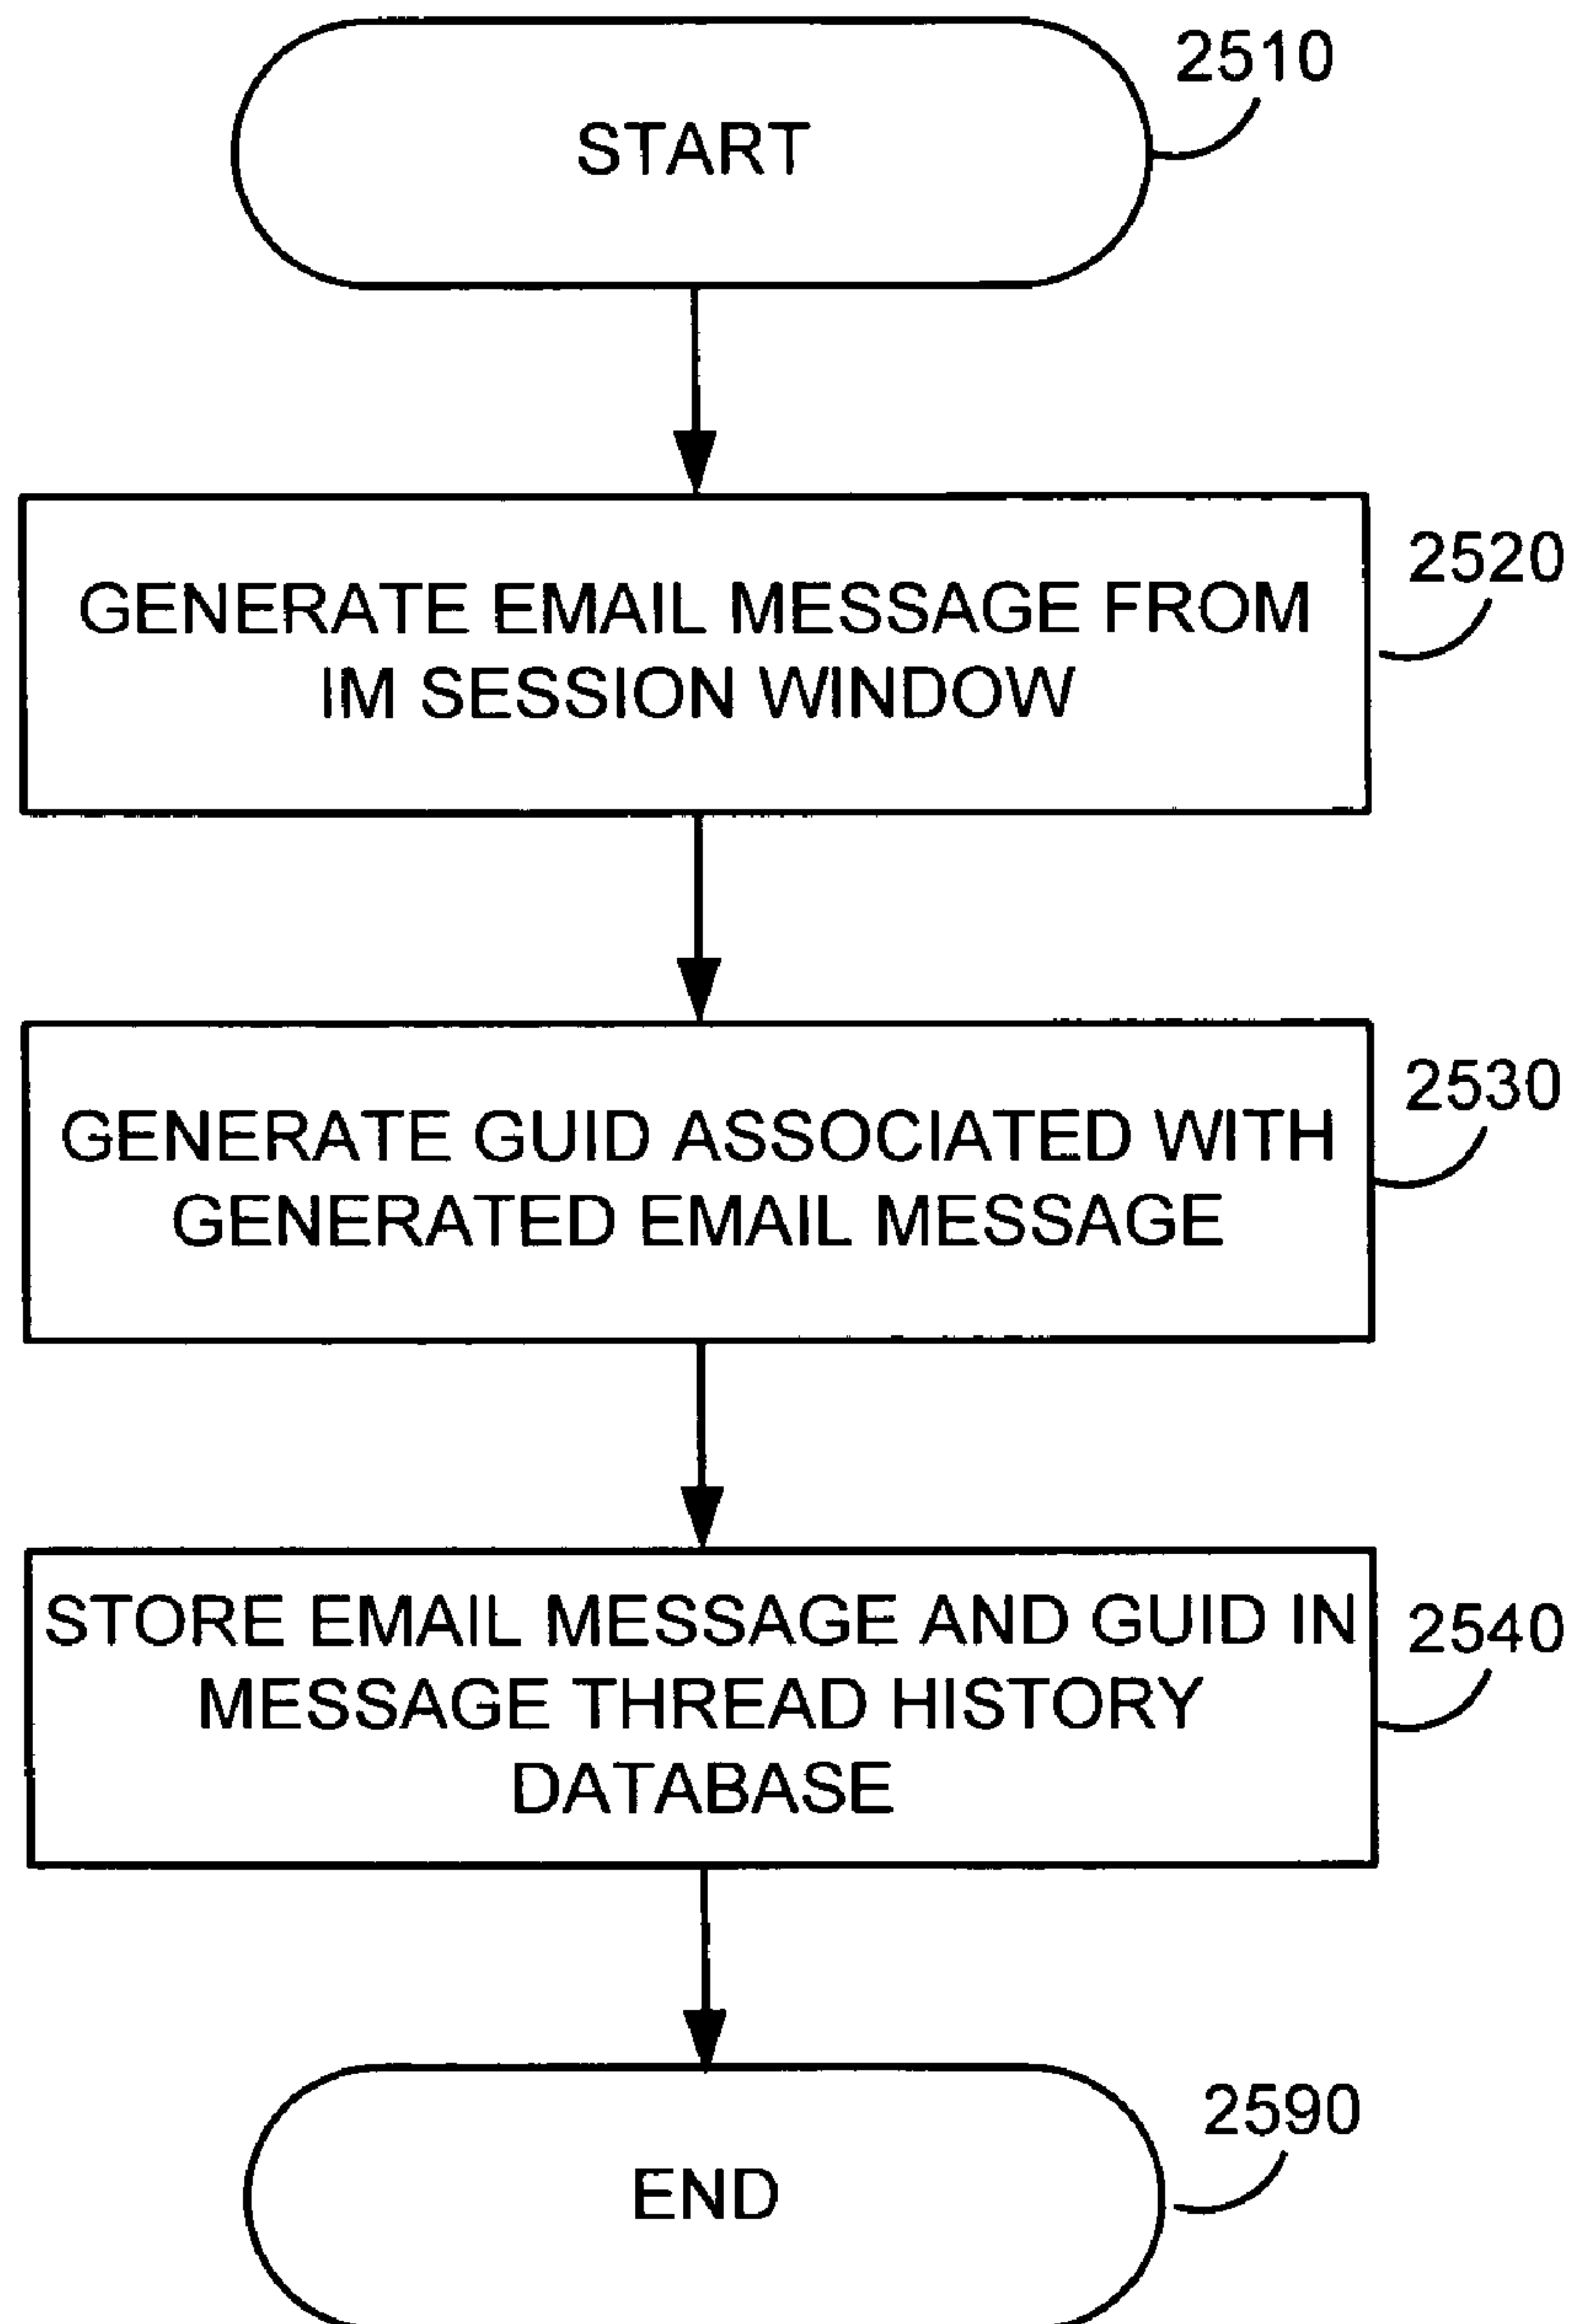 2510
START
2520
GENERATE EMAIL MESSAGE FROM
IM SESSION WINDOW
2530
GENERATE GUID ASSOCIATED WITH
GENERATED EMAIL MESSAGE
2540
STORE EMAIL MESSAGE AND GUID IN
MESSAGE THREAD HISTORY
DATABASE
2590
END